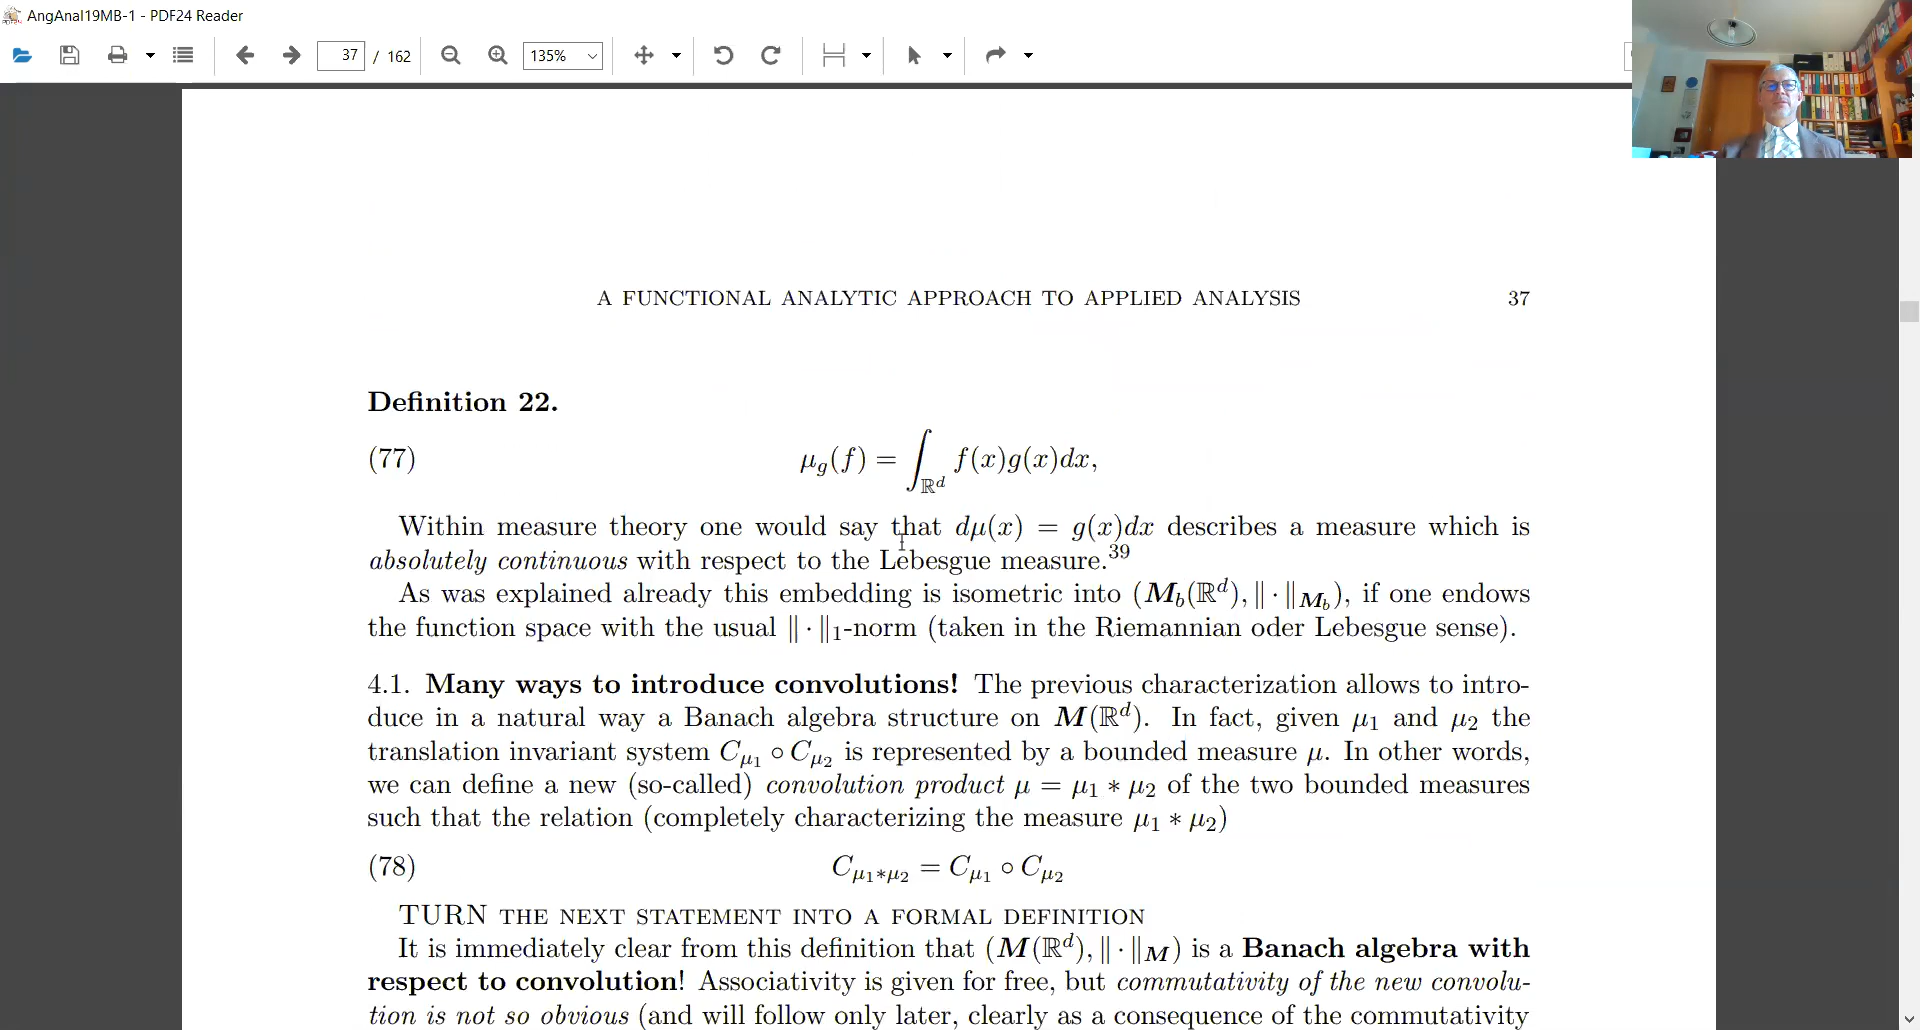 AngAnal19MB-1 - PDF24 Reader
37 / 162 135%
A FUNCTIONAL ANALYTIC APPROACH TO APPLIED ANALYSIS 37
Definition 22.
(77) μ_g(f) = ∫_{ℝ^d} f(x)g(x)dx,
Within measure theory one would say that dμ(x) = g(x)dx describes a measure which is
absolutely continuous with respect to the Lebesgue measure.^39
As was explained already this embedding is isometric into (M_b(ℝ^d), ‖·‖_{M_b}), if one endows
the function space with the usual ‖·‖_1-norm (taken in the Riemannian oder Lebesgue sense).
4.1. Many ways to introduce convolutions! The previous characterization allows to intro-
duce in a natural way a Banach algebra structure on M(ℝ^d). In fact, given μ_1 and μ_2 the
translation invariant system C_{μ_1} ∘ C_{μ_2} is represented by a bounded measure μ. In other words,
we can define a new (so-called) convolution product μ = μ_1 * μ_2 of the two bounded measures
such that the relation (completely characterizing the measure μ_1 * μ_2)
(78) C_{μ_1*μ_2} = C_{μ_1} ∘ C_{μ_2}
TURN THE NEXT STATEMENT INTO A FORMAL DEFINITION
It is immediately clear from this definition that (M(ℝ^d), ‖·‖_M) is a Banach algebra with
respect to convolution! Associativity is given for free, but commutativity of the new convolu-
tion is not so obvious (and will follow only later, clearly as a consequence of the commutativity